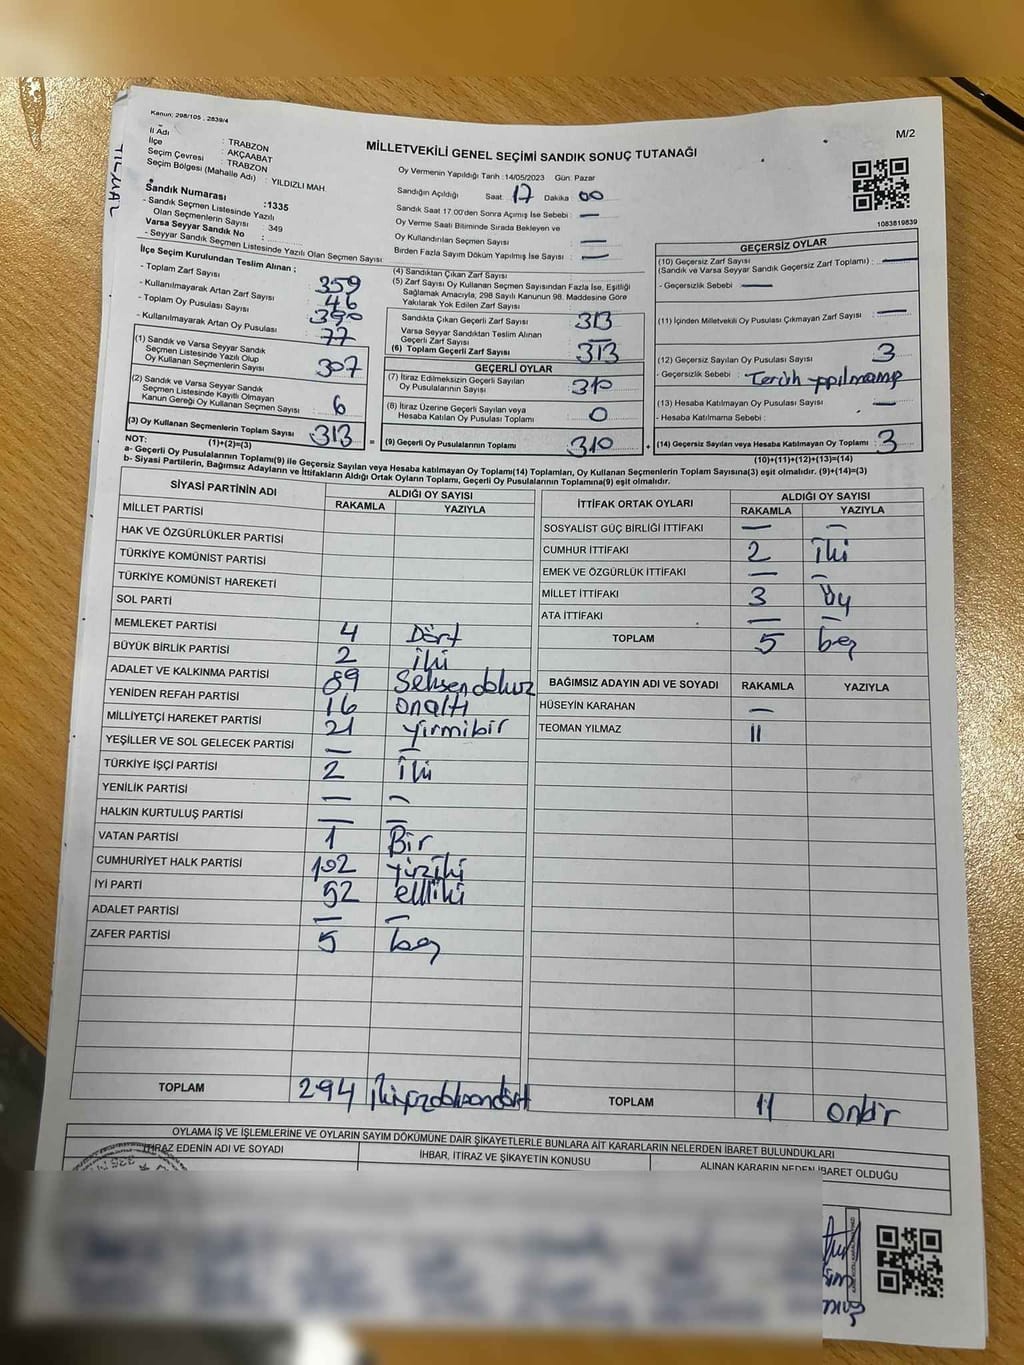 Kanun; 298/105 , 2839/4
M/2
MİLLETVEKİLİ GENEL SEÇİMİ SANDIK SONUÇ TUTANAĞI
İl Adı : TRABZON
İlçe : AKÇAABAT
Seçim Çevresi : TRABZON
Seçim Bölgesi (Mahalle Adı) : YILDIZLI MAH
Sandık Numarası :1335
- Sandık Seçmen Listesinde Yazılı
Olan Seçmenlerin Sayısı : 349
Varsa Seyyar Sandık No :
- Seyyar Sandık Seçmen Listesinde Yazılı Olan Seçmen Sayısı
Oy Vermenin Yapıldığı Tarih : 14/05/2023 Gün: Pazar
Sandığın Açıldığı Saat 17 Dakika 00
Sandık Saat 17.00'den Sonra Açımış İse Sebebi : —
Oy Verme Saati Bitiminde Sırada Bekleyen ve
Oy Kullandırılan Seçmen Sayısı : —
Birden Fazla Sayım Döküm Yapılmış İse Sayısı : —
1083819839
İlçe Seçim Kurulundan Teslim Alınan ;
- Toplam Zarf Sayısı : 359
- Kullanılmayarak Artan Zarf Sayısı : 46
- Toplam Oy Pusulası Sayısı : 390
- Kullanılmayarak Artan Oy Pusulası : 77
(1) Sandık ve Varsa Seyyar Sandık
Seçmen Listesinde Yazılı Olup
Oy Kullanan Seçmenlerin Sayısı : 307
(2) Sandık ve Varsa Seyyar Sandık
Seçmen Listesinde Kayıtlı Olmayan
Kanun Gereği Oy Kullanan Seçmen Sayısı : 6
(3) Oy Kullanan Seçmenlerin Toplam Sayısı : 313
(1)+(2)=(3)
(4) Sandıktan Çıkan Zarf Sayısı :
(5) Zarf Sayısı Oy Kullanan Seçmen Sayısından Fazla İse, Eşitliği
Sağlamak Amacıyla, 298 Sayılı Kanunun 98. Maddesine Göre
Yakılarak Yok Edilen Zarf Sayısı :
Sandıkta Çıkan Geçerli Zarf Sayısı : 313
Varsa Seyyar Sandıktan Teslim Alınan
Geçerli Zarf Sayısı : —
(6) Toplam Geçerli Zarf Sayısı : 313
GEÇERLİ OYLAR
(7) İtiraz Edilmeksizin Geçerli Sayılan
Oy Pusulalarının Sayısı : 310
(8) İtiraz Üzerine Geçerli Sayılan veya
Hesaba Katılan Oy Pusulası Toplamı : 0
= (9) Geçerli Oy Pusulalarının Toplamı : 310
GEÇERSİZ OYLAR
(10) Geçersiz Zarf Sayısı
(Sandık ve Varsa Seyyar Sandık Geçersiz Zarf Toplamı) : —
- Geçersizlik Sebebi : —
(11) İçinden Milletvekili Oy Pusulası Çıkmayan Zarf Sayısı : —
(12) Geçersiz Sayılan Oy Pusulası Sayısı : 3
- Geçersizlik Sebebi :
(13) Hesaba Katılmayan Oy Pusulası Sayısı : —
- Hesaba Katılmama Sebebi :
+ (14) Geçersiz Sayılan veya Hesaba Katılmayan Oy Toplamı : 3
(10)+(11)+(12)+(13)=(14)
NOT:
a- Geçerli Oy Pusulalarının Toplamı(9) ile Geçersiz Sayılan veya Hesaba katılmayan Oy Toplamı(14) Toplamları, Oy Kullanan Seçmenlerin Toplam Sayısına(3) eşit olmalıdır. (9)+(14)=(3)
b- Siyasi Partilerin, Bağımsız Adayların ve İttifakların Aldığı Ortak Oyların Toplamı, Geçerli Oy Pusulalarının Toplamına(9) eşit olmalıdır.
SİYASİ PARTİNİN ADI ALDIĞI OY SAYISI
RAKAMLA YAZIYLA
MİLLET PARTİSİ
HAK VE ÖZGÜRLÜKLER PARTİSİ
TÜRKİYE KOMÜNİST PARTİSİ
TÜRKİYE KOMÜNİST HAREKETİ
SOL PARTİ
MEMLEKET PARTİSİ 4 Dört
BÜYÜK BİRLİK PARTİSİ 2 iki
ADALET VE KALKINMA PARTİSİ 89 Seksendokuz
YENİDEN REFAH PARTİSİ 16 onaltı
MİLLİYETÇİ HAREKET PARTİSİ 21 yirmibir
YEŞİLLER VE SOL GELECEK PARTİSİ — —
TÜRKİYE İŞÇİ PARTİSİ 2 İki
YENİLİK PARTİSİ — —
HALKIN KURTULUŞ PARTİSİ — —
VATAN PARTİSİ 1 Bir
CUMHURİYET HALK PARTİSİ 102 yüziki
İYİ PARTİ 52 elliiki
ADALET PARTİSİ — —
ZAFER PARTİSİ 5 beş
TOPLAM 294 ikiyüzdoksandört
İTTİFAK ORTAK OYLARI ALDIĞI OY SAYISI
RAKAMLA YAZIYLA
SOSYALİST GÜÇ BİRLİĞİ İTTİFAKI — —
CUMHUR İTTİFAKI 2 iki
EMEK VE ÖZGÜRLÜK İTTİFAKI — —
MİLLET İTTİFAKI 3 üç
ATA İTTİFAKI — —
TOPLAM 5 beş
BAĞIMSIZ ADAYIN ADI VE SOYADI RAKAMLA YAZIYLA
HÜSEYİN KARAHAN —
TEOMAN YILMAZ 11
TOPLAM 11 onbir
OYLAMA İŞ VE İŞLEMLERİNE VE OYLARIN SAYIM DÖKÜMÜNE DAİR ŞİKAYETLERLE BUNLARA AİT KARARLARIN NELERDEN İBARET BULUNDUKLARI
İTİRAZ EDENİN ADI VE SOYADI İHBAR, İTİRAZ VE ŞİKAYETİN KONUSU ALINAN KARARIN NEDEN İBARET OLDUĞU